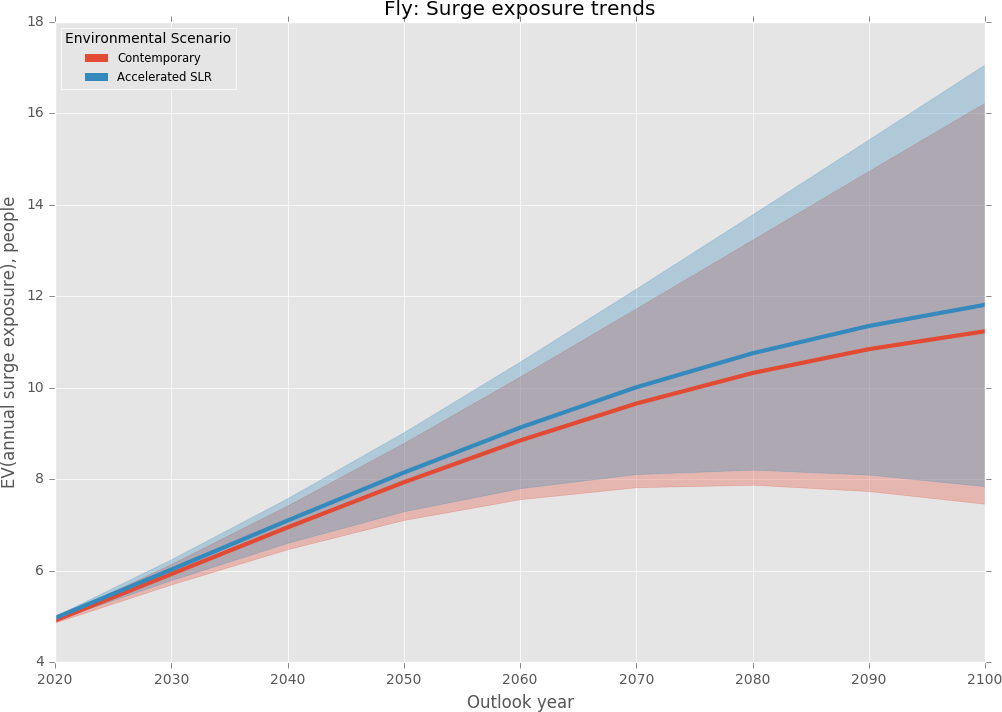 Fly: Surge exposure trends
Environmental Scenario
Contemporary
Accelerated SLR
EV(annual surge exposure), people
18
16
14
12
10
8
6
4
2020 2030 2040 2050 2060 2070 2080 2090 2100
Outlook year